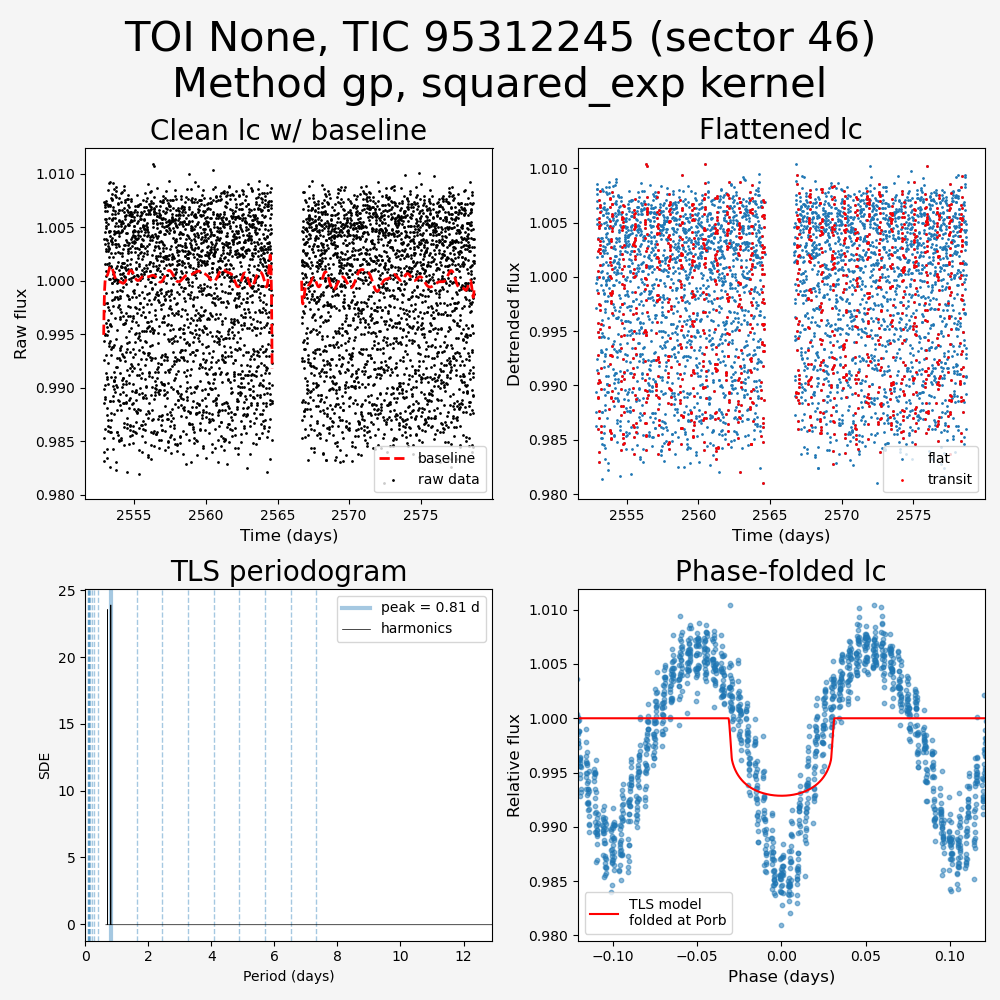 TOI None, TIC 95312245 (sector 46)
Method gp, squared_exp kernel
Clean lc w/ baseline
Raw flux
1.010
1.005
1.000
0.995
0.990
0.985
0.980
2555
2560
2565
2570
2575
Time (days)
baseline
raw data
Flattened lc
Detrended flux
1.010
1.005
1.000
0.995
0.990
0.985
0.980
2555
2560
2565
2570
2575
Time (days)
flat
transit
TLS periodogram
SDE
25
20
15
10
5
0
0
2
4
6
8
10
12
Period (days)
peak = 0.81 d
harmonics
Phase-folded lc
Relative flux
1.010
1.005
1.000
0.995
0.990
0.985
0.980
−0.10
−0.05
0.00
0.05
0.10
Phase (days)
TLS model
folded at Porb